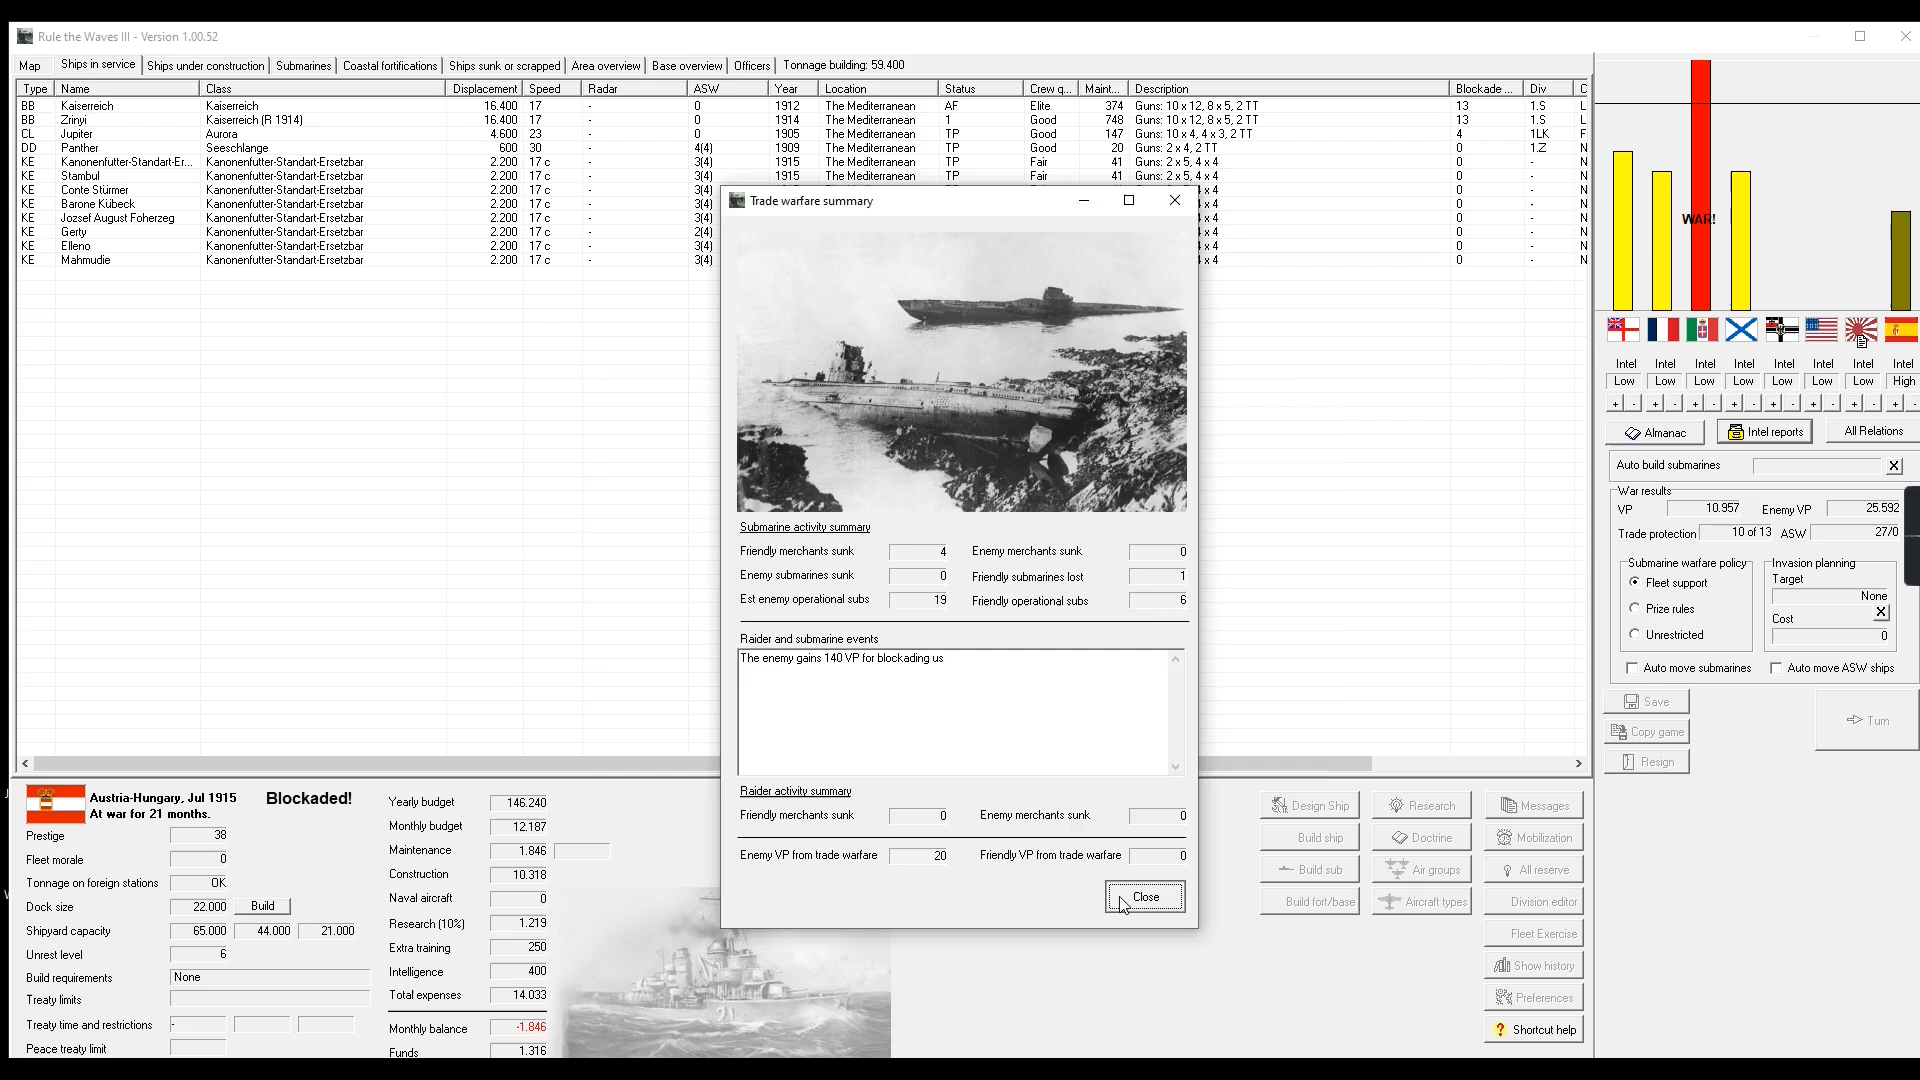 Rule the Waves III - Version 1.00.52
Map Ships in service Ships under construction Submarines Coastal fortifications Ships sunk or scrapped Area overview Base overview Officers Tonnage building: 59.400
Type Name Class Displacement Speed Radar ASW Year Location Status Crew q... Maint... Description Blockade ... Div C
BB Kaiserreich Kaiserreich 16.400 17 - 0 1912 The Mediterranean AF Elite 374 Guns: 10 x 12, 8 x 5, 2 TT 13 1.S L
BB Zrinyi Kaiserreich (R 1914) 16.400 17 - 0 1914 The Mediterranean 1 Good 748 Guns: 10 x 12, 8 x 5, 2 TT 13 1.S L
CL Jupiter Aurora 4.600 23 - 0 1905 The Mediterranean TP Good 147 Guns: 10 x 4, 4 x 3, 2 TT 4 1LK F
DD Panther Seeschlange 600 30 - 4(4) 1909 The Mediterranean TP Good 20 Guns: 2 x 4, 2 TT 0 1.Z N
KE Kanonenfutter-Standart-Er... Kanonenfutter-Standart-Ersetzbar 2.200 17 c - 3(4) 1915 The Mediterranean TP Fair 41 Guns: 2 x 5, 4 x 4 0 - N
KE Stambul Kanonenfutter-Standart-Ersetzbar 2.200 17 c - 3(4) 1915 The Mediterranean TP Fair 41 Guns: 2 x 5, 4 x 4 0 - N
KE Conte Stürmer Kanonenfutter-Standart-Ersetzbar 2.200 17 c - 3(4) 4 x 4 0 - N
KE Barone Kübeck Kanonenfutter-Standart-Ersetzbar 2.200 17 c - 3(4) 4 x 4 0 - N
KE Jozsef August Foherzeg Kanonenfutter-Standart-Ersetzbar 2.200 17 c - 3(4) 4 x 4 0 - N
KE Gerty Kanonenfutter-Standart-Ersetzbar 2.200 17 c - 2(4) 4 x 4 0 - N
KE Elleno Kanonenfutter-Standart-Ersetzbar 2.200 17 c - 3(4) 4 x 4 0 - N
KE Mahmudie Kanonenfutter-Standart-Ersetzbar 2.200 17 c - 3(4) 4 x 4 0 - N
Trade warfare summary
Submarine activity summary
Friendly merchants sunk 4 Enemy merchants sunk 0
Enemy submarines sunk 0 Friendly submarines lost 1
Est enemy operational subs 19 Friendly operational subs 6
Raider and submarine events
The enemy gains 140 VP for blockading us
Raider activity summary
Friendly merchants sunk 0 Enemy merchants sunk 0
Enemy VP from trade warfare 20 Friendly VP from trade warfare 0
Close
WAR!
Intel Intel Intel Intel Intel Intel Intel Intel
Low Low Low Low Low Low Low High
+ - + - + - + - + - + - + - + -
Almanac Intel reports All Relations
Auto build submarines X
War results
VP 10.957 Enemy VP 25.592
Trade protection 10 of 13 ASW 27/0
Submarine warfare policy
Fleet support
Prize rules
Unrestricted
Invasion planning
Target
None
Cost X
0
Auto move submarines Auto move ASW ships
Save
Copy game
Resign
Turn
Austria-Hungary, Jul 1915
At war for 21 months.
Blockaded!
Prestige 38
Fleet morale 0
Tonnage on foreign stations OK
Dock size 22.000 Build
Shipyard capacity 65.000 44.000 21.000
Unrest level 6
Build requirements None
Treaty limits
Treaty time and restrictions -
Peace treaty limit
Yearly budget 146.240
Monthly budget 12.187
Maintenance 1.846
Construction 10.318
Naval aircraft 0
Research (10%) 1.219
Extra training 250
Intelligence 400
Total expenses 14.033
Monthly balance -1.846
Funds 1.316
Design Ship Research Messages
Build ship Doctrine Mobilization
Build sub Air groups All reserve
Build fort/base Aircraft types Division editor
Fleet Exercise
Show history
Preferences
? Shortcut help